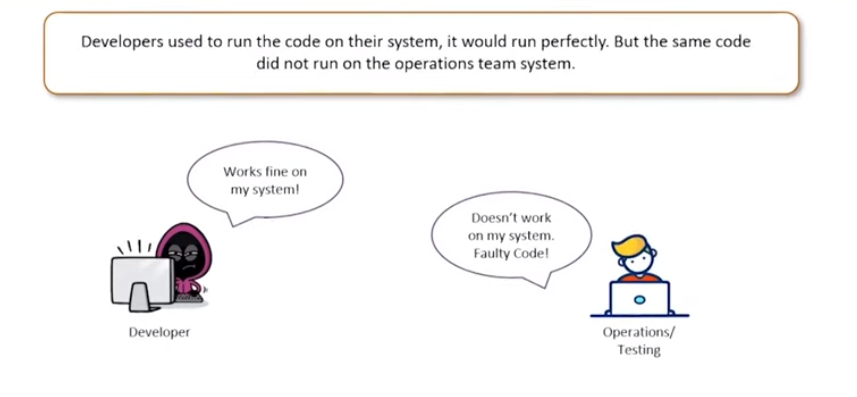 Developers used to run the code on their system, it would run perfectly. But the same code
did not run on the operations team system.
Works fine on
my system!
Doesn't work
on my system.
Faulty Code!
Developer
Operations/
Testing